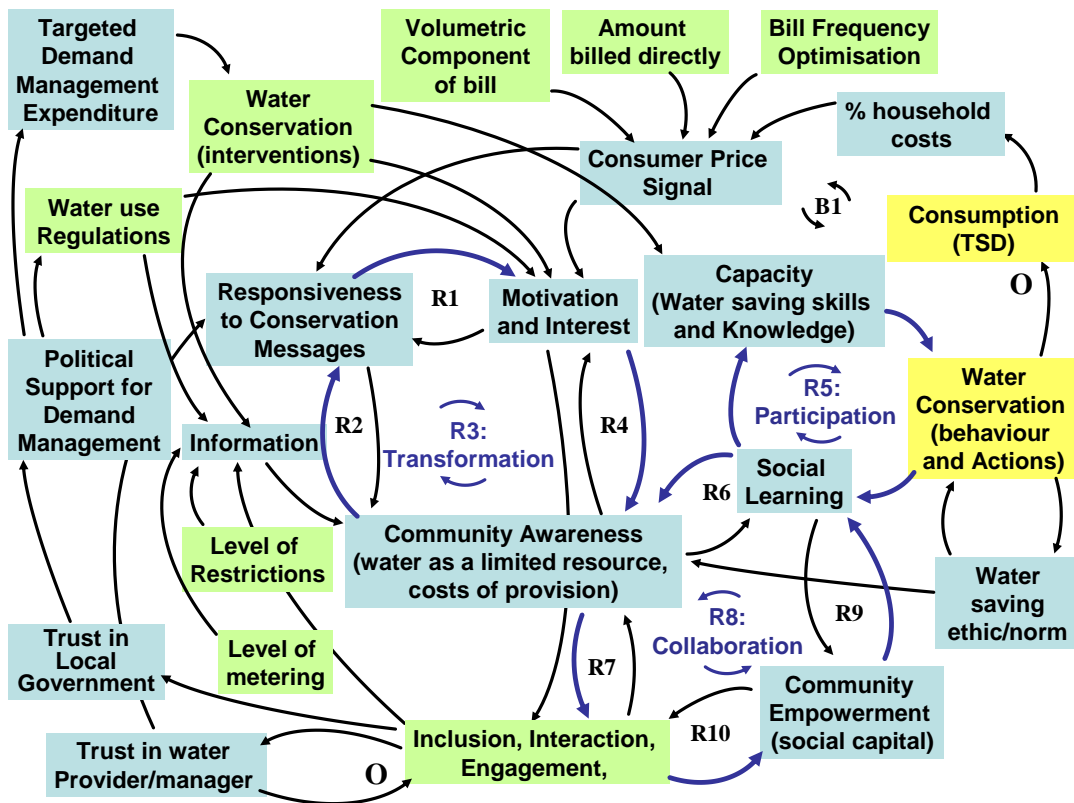 Targeted
Demand
Management
Expenditure
Volumetric
Component
of bill
Amount
billed directly
Bill Frequency
Optimisation
Water
Conservation
(interventions)
% household
costs
Consumer Price
Signal
Water use
Regulations
B1
Consumption
(TSD)
O
Responsiveness
to Conservation
Messages
R1
Motivation
and Interest
Capacity
(Water saving skills
and Knowledge)
Political
Support for
Demand
Management
Information
R2
R3:
Transformation
R4
R5:
Participation
Water
Conservation
(behaviour
and Actions)
R6
Social
Learning
Community Awareness
(water as a limited resource,
costs of provision)
Level of
Restrictions
Water
saving
ethic/norm
Trust in
Local
Government
Level of
metering
R7
R8:
Collaboration
R9
Community
Empowerment
(social capital)
R10
Inclusion, Interaction,
Engagement,
Trust in water
Provider/manager
O